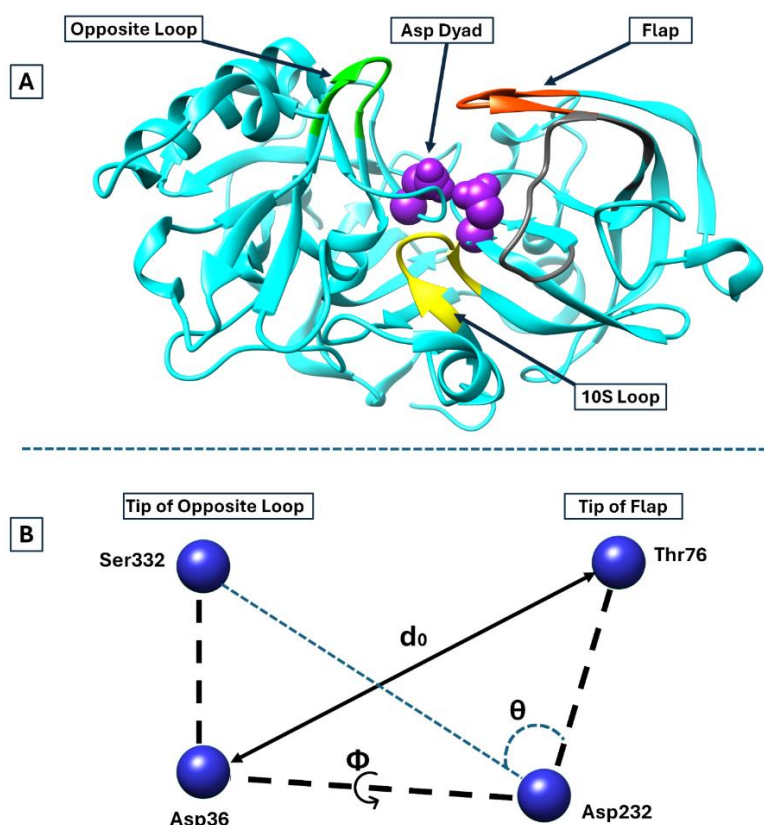 Opposite Loop
Asp Dyad
Flap
A
10S Loop
Tip of Opposite Loop
Tip of Flap
B
Ser332
Thr76
d₀
θ
Φ
Asp36
Asp232